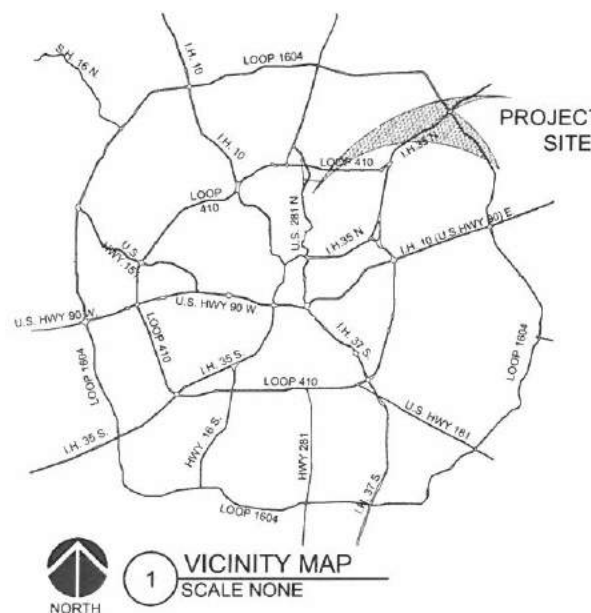 S.H. 16 N
I.H. 10
LOOP 1604
PROJECT
SITE
I.H. 35 N
I.H. 10
LOOP 410
LOOP
410
U.S. 281 N
I.H. 35 N
I.H. 10 (U.S. HWY 90) E
U.S.
HWY. 15
U.S. HWY 90 W.
U.S. HWY 90 W.
LOOP 410
I.H. 35 S.
I.H. 37 S.
LOOP 1604
LOOP 1604
LOOP 410
U.S. HWY 181
I.H. 35 S.
HWY. 16 S.
HWY 281
I.H. 37 S
LOOP 1604
1
VICINITY MAP
SCALE NONE
NORTH